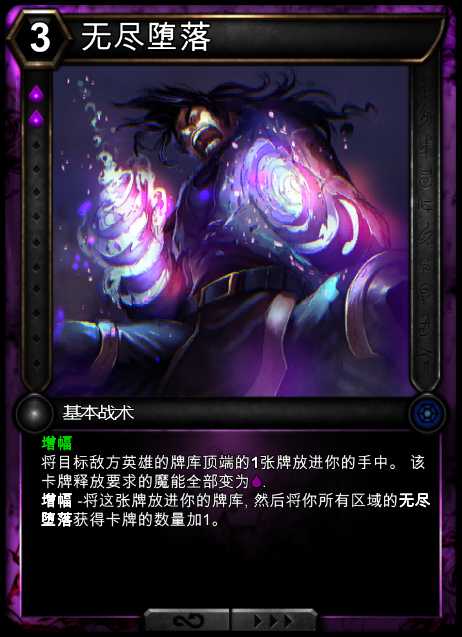 3
无尽堕落
基本战术
增幅
将目标敌方英雄的牌库顶端的1张牌放进你的手中。 该
卡牌释放要求的魔能全部变为.
增幅 -将这张牌放进你的牌库, 然后将你所有区域的无尽
堕落获得卡牌的数量加1。